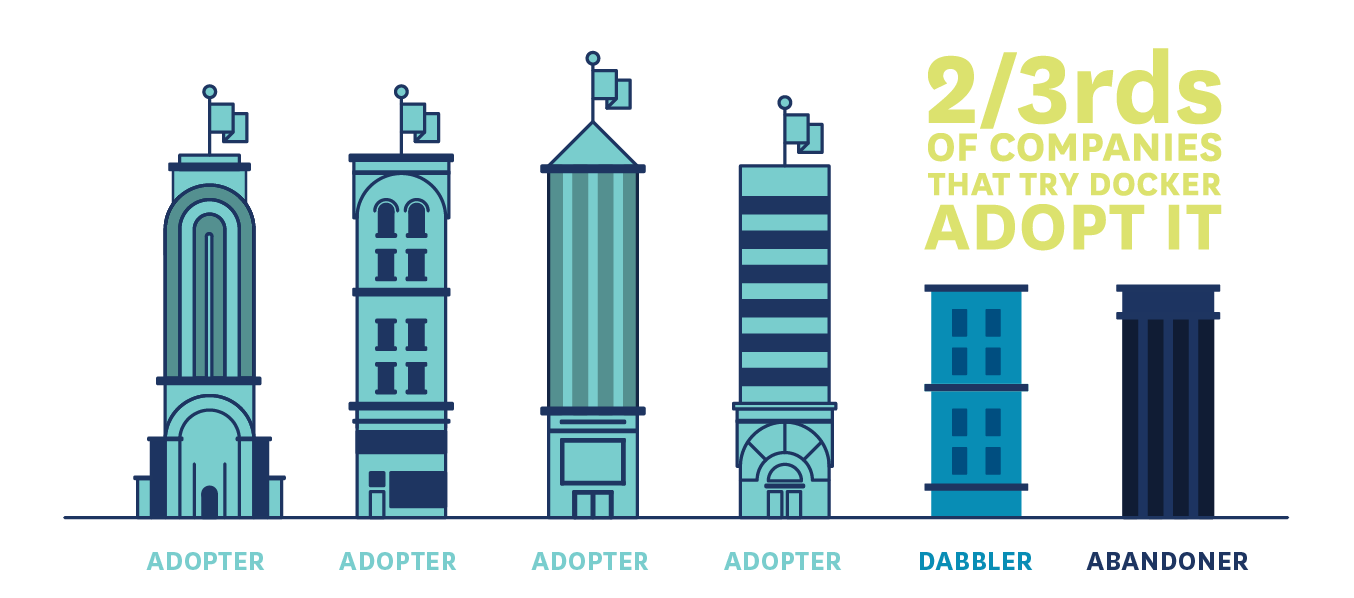 2/3rds
OF COMPANIES
THAT TRY DOCKER
ADOPT IT
ADOPTER
ADOPTER
ADOPTER
ADOPTER
DABBLER
ABANDONER